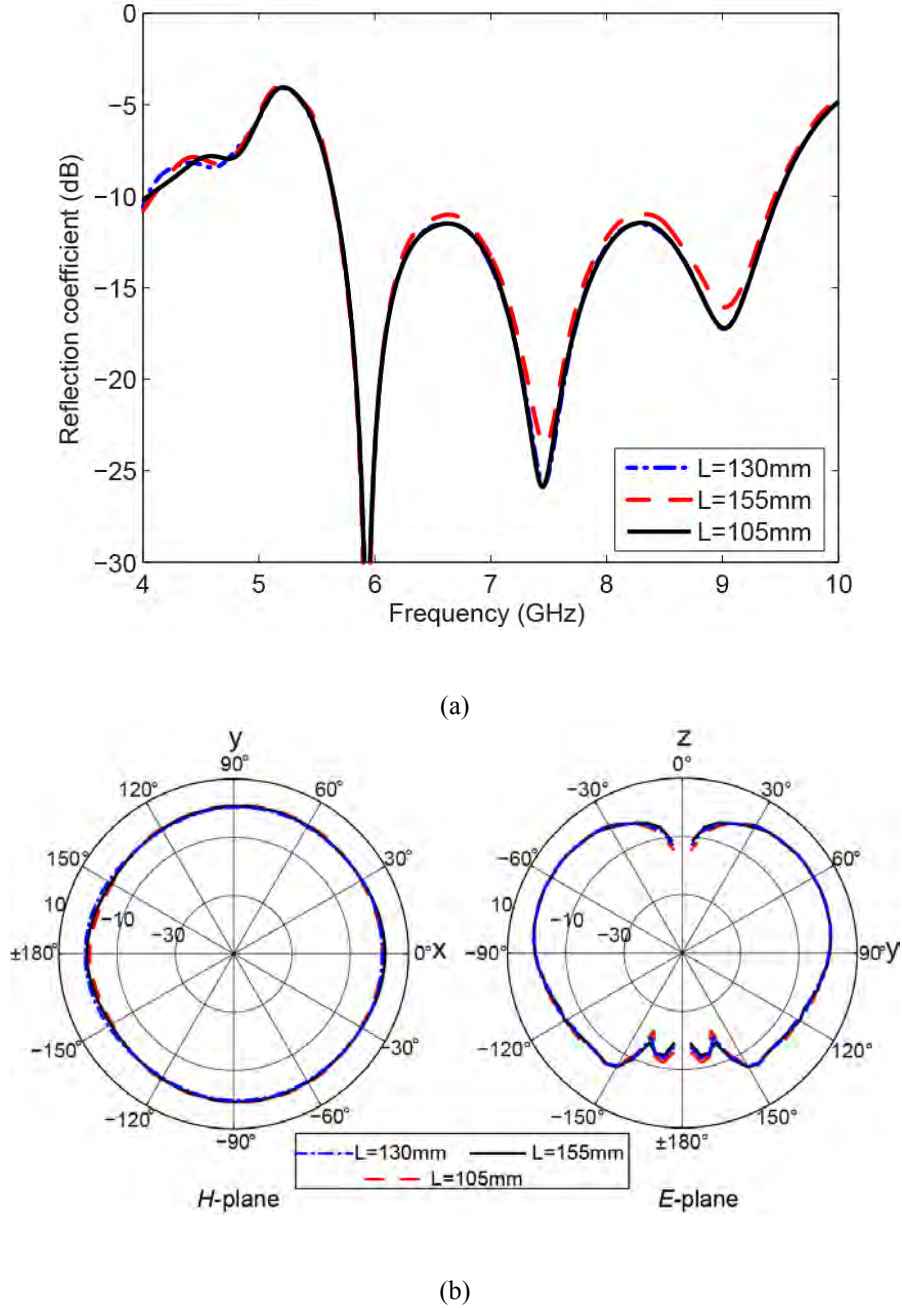 0
−5
−10
−15
−20
−25
−30
Reflection coefficient (dB)
L=130mm
L=155mm
L=105mm
4 5 6 7 8 9 10
Frequency (GHz)
(a)
y
90°
120° 60°
150° 30°
10 −10 −30
±180° 0° x
−150° −30°
−120° −60°
−90°
z
0°
−30° 30°
−60° 60°
10 −10 −30
−90° 90° y
−120° 120°
−150° 150°
±180°
L=130mm L=155mm
L=105mm
H-plane E-plane
(b)